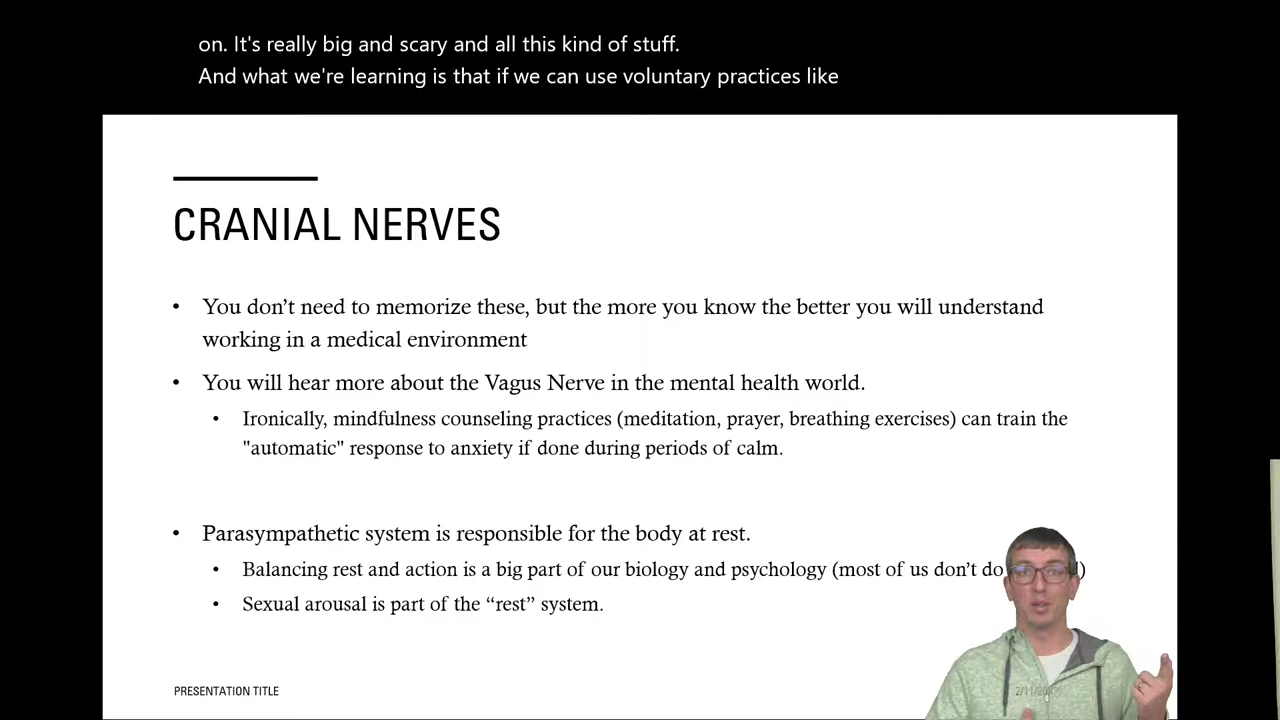 on. It's really big and scary and all this kind of stuff.
And what we're learning is that if we can use voluntary practices like
CRANIAL NERVES
• You don’t need to memorize these, but the more you know the better you will understand
working in a medical environment
• You will hear more about the Vagus Nerve in the mental health world.
• Ironically, mindfulness counseling practices (meditation, prayer, breathing exercises) can train the
"automatic" response to anxiety if done during periods of calm.
• Parasympathetic system is responsible for the body at rest.
• Balancing rest and action is a big part of our biology and psychology (most of us don’t do
• Sexual arousal is part of the “rest” system.
PRESENTATION TITLE